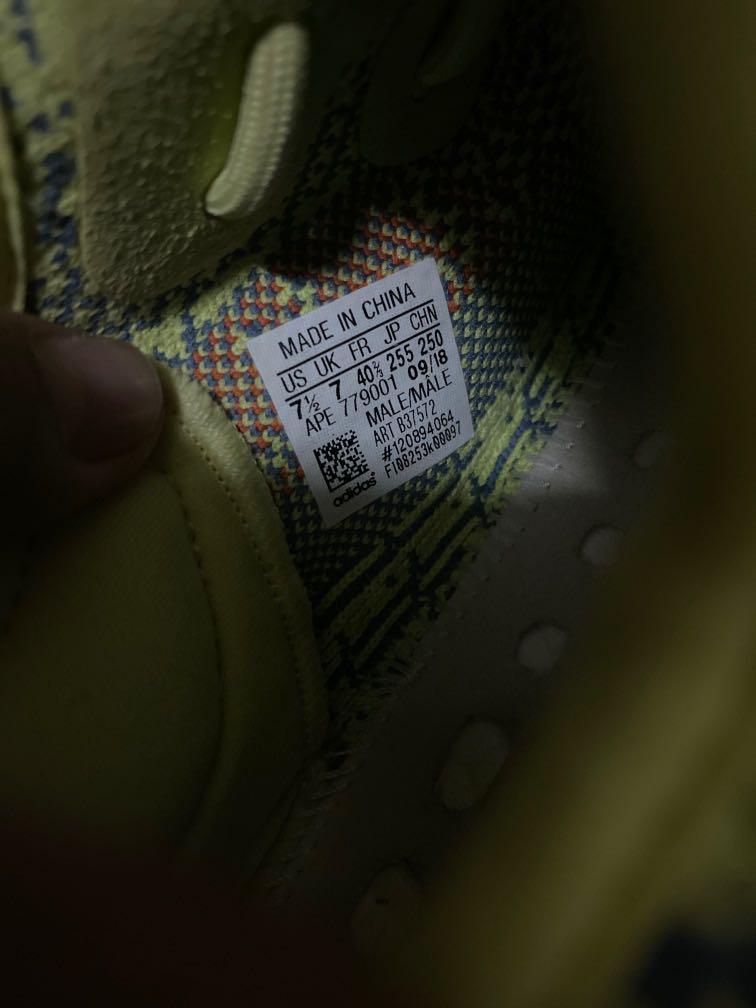 MADE IN CHINA
US UK FR JP CHN
7½ 7 40⅔ 255 250
APE 779001 09/18
MALE/MÂLE
ART B37572
#120894064
F108253K00097
adidas®